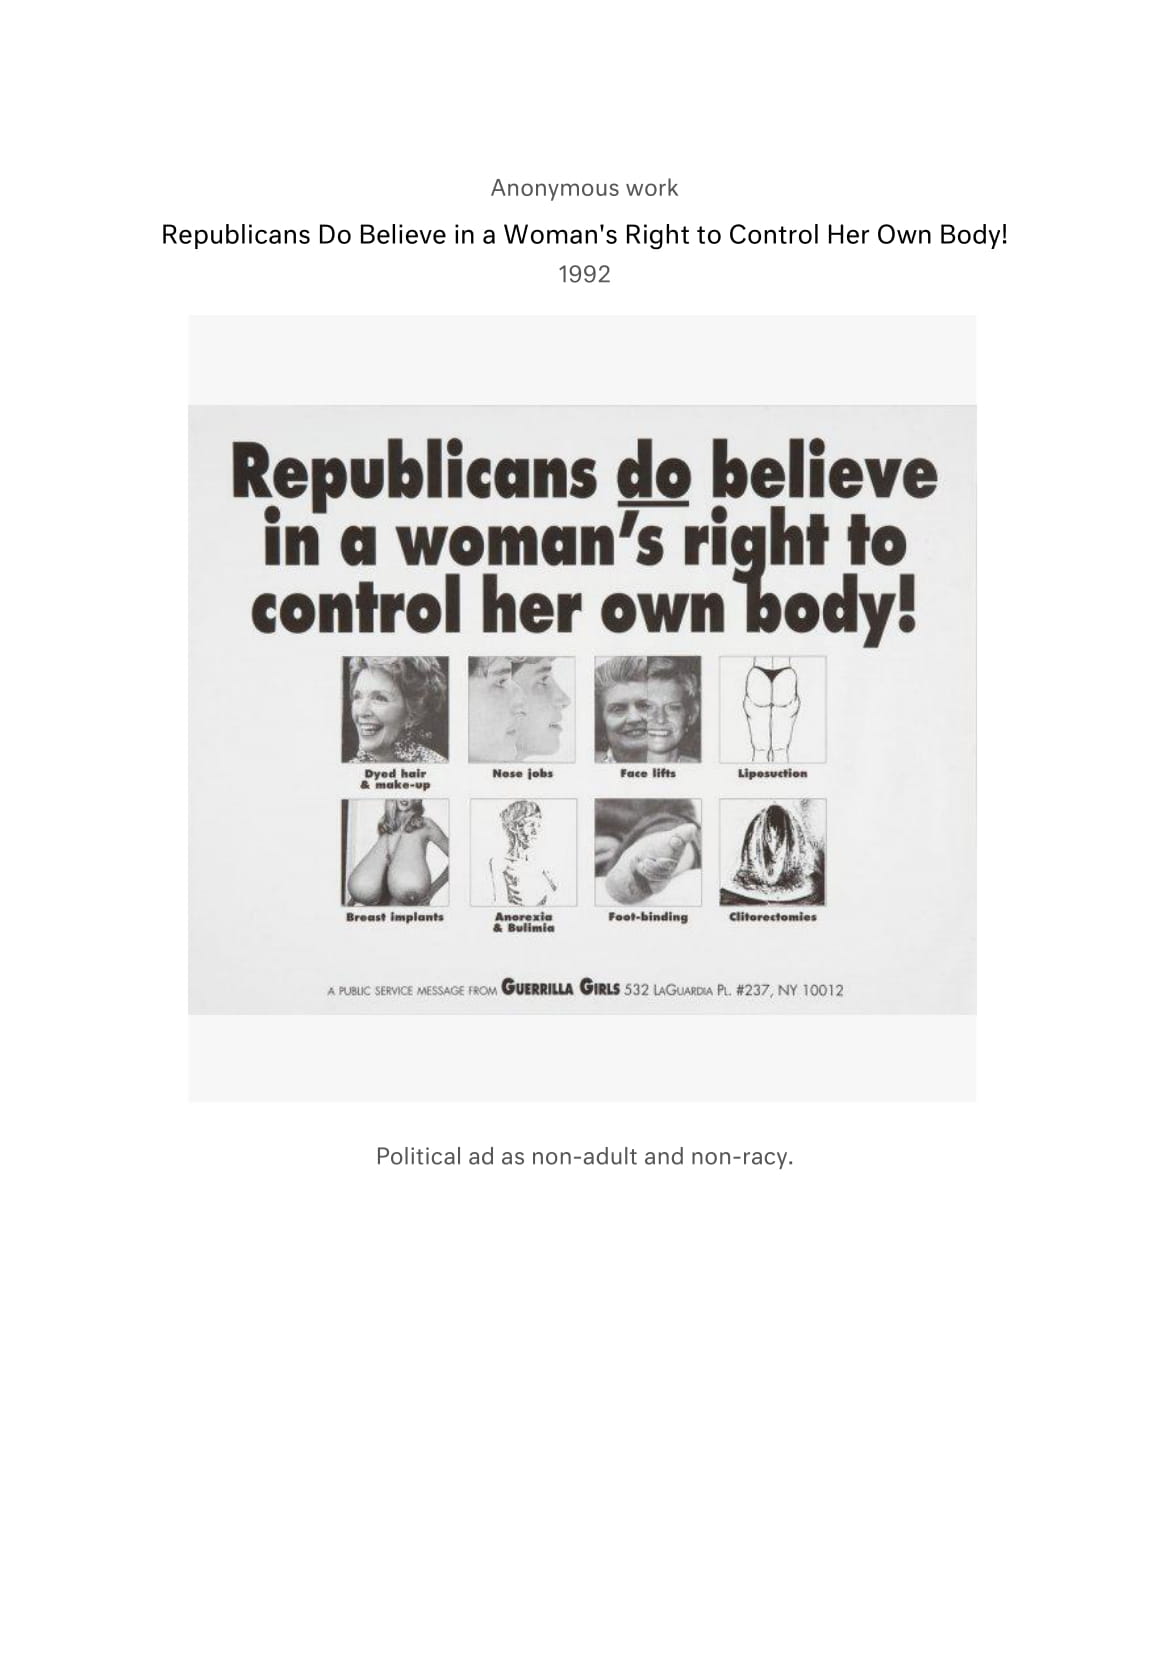 Anonymous work
Republicans Do Believe in a Woman's Right to Control Her Own Body!
1992
Republicans do believe
in a woman's right to
control her own body!
Dyed hair
& make-up
Nose jobs
Face lifts
Liposuction
Breast implants
Anorexia
& Bulimia
Foot-binding
Clitorectomies
A PUBLIC SERVICE MESSAGE FROM GUERRILLA GIRLS 532 LAGUARDIA PL. #237, NY 10012
Political ad as non-adult and non-racy.